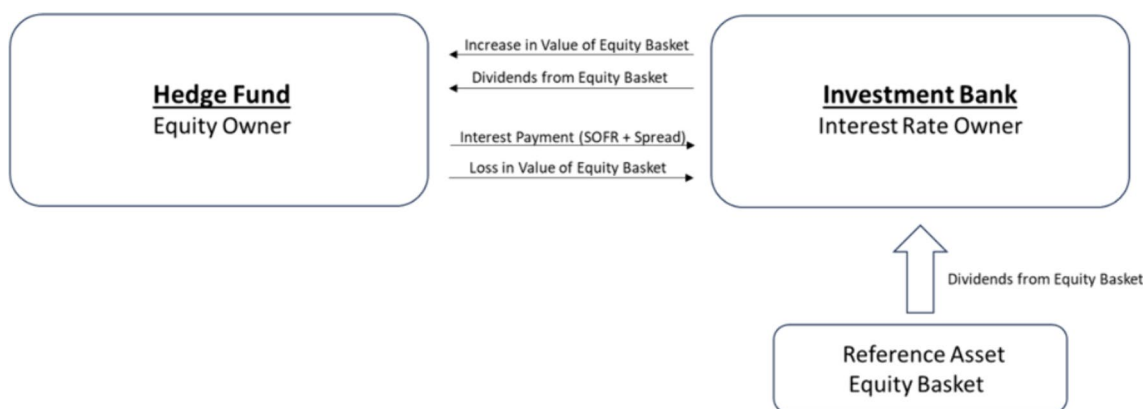 Hedge Fund
Equity Owner
Increase in Value of Equity Basket
Dividends from Equity Basket
Interest Payment (SOFR + Spread)
Loss in Value of Equity Basket
Investment Bank
Interest Rate Owner
Dividends from Equity Basket
Reference Asset
Equity Basket